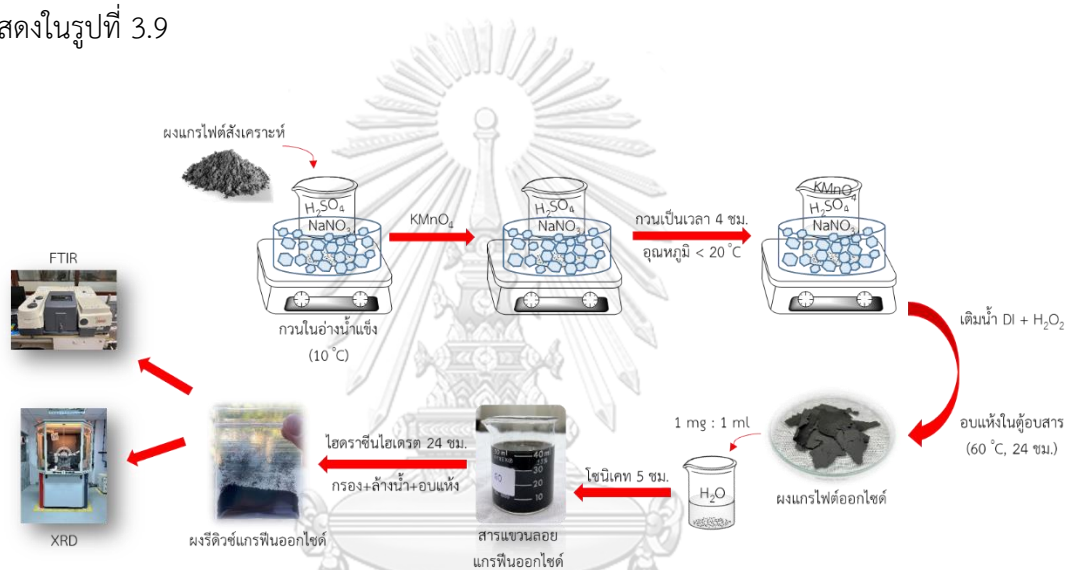 สดงในรูปที่ 3.9
ผงแกรไฟต์สังเคราะห์
H₂SO₄
NaNO₃
กวนในอ่างน้ำแข็ง
(10 °C)
KMnO₄
H₂SO₄
NaNO₃
กวนเป็นเวลา 4 ชม.
อุณหภูมิ < 20 °C
KMnO₄
H₂SO₄
NaNO₃
เติมน้ำ DI + H₂O₂
อบแห้งในตู้อบสาร
(60 °C, 24 ชม.)
ผงแกรไฟต์ออกไซด์
1 mg : 1 ml
H₂O
โซนิเคท 5 ชม.
40 ml
30
20
10
สารแขวนลอย
แกรฟีนออกไซด์
ไฮดราซีนไฮเดรต 24 ชม.
กรอง+ล้างน้ำ+อบแห้ง
ผงรีดิวซ์แกรฟีนออกไซด์
FTIR
XRD